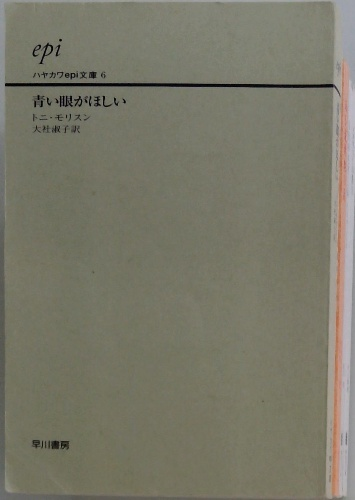 epi
ハヤカワepi文庫 6
青い眼がほしい
トニ・モリスン
大社淑子訳
早川書房